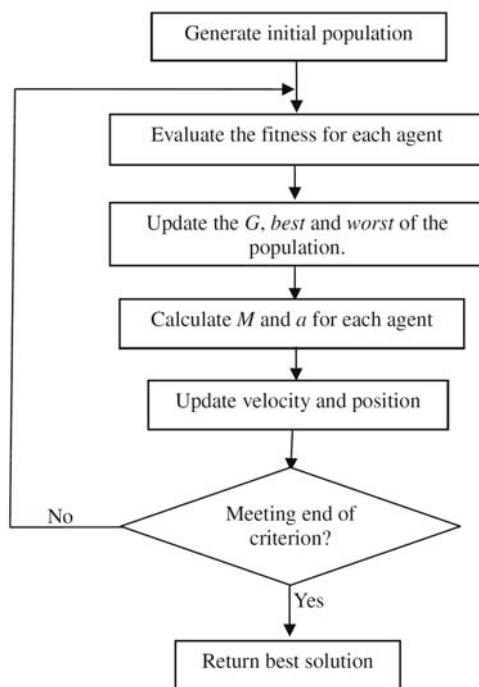 Generate initial population
Evaluate the fitness for each agent
Update the G, best and worst of the
population.
Calculate M and a for each agent
Update velocity and position
Meeting end of
criterion?
No
Yes
Return best solution